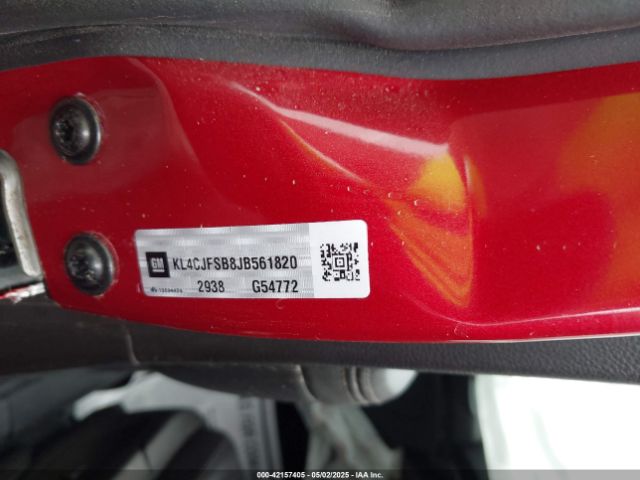 GM KL4CJFSB8JB561820
2938 G54772
000-42157405 - 05/02/2025 - IAA Inc.